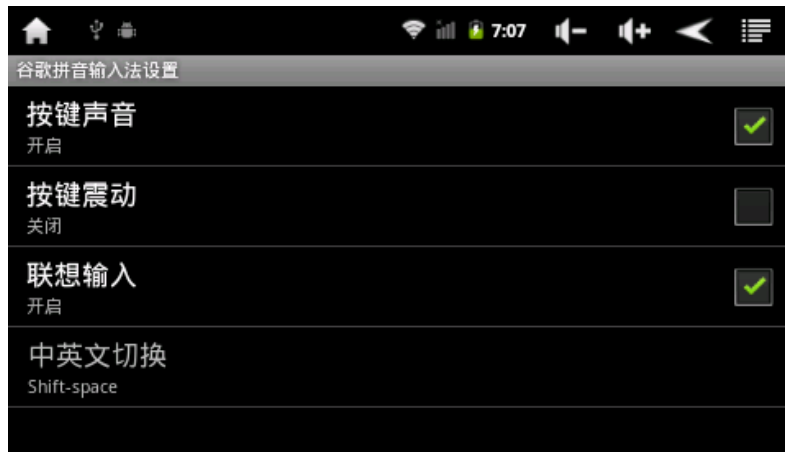 7:07
谷歌拼音输入法设置
按键声音
开启
按键震动
关闭
联想输入
开启
中英文切换
Shift-space